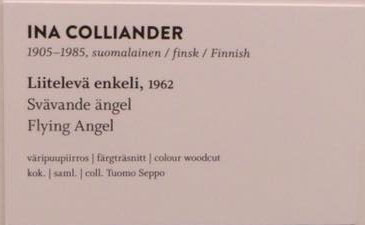 INA COLLIANDER
1905–1985, suomalainen / finsk / Finnish
Liitelevä enkeli, 1962
Svävande ängel
Flying Angel
väripuupiirros | färgträsnitt | colour woodcut
kok. | saml. | coll. Tuomo Seppo